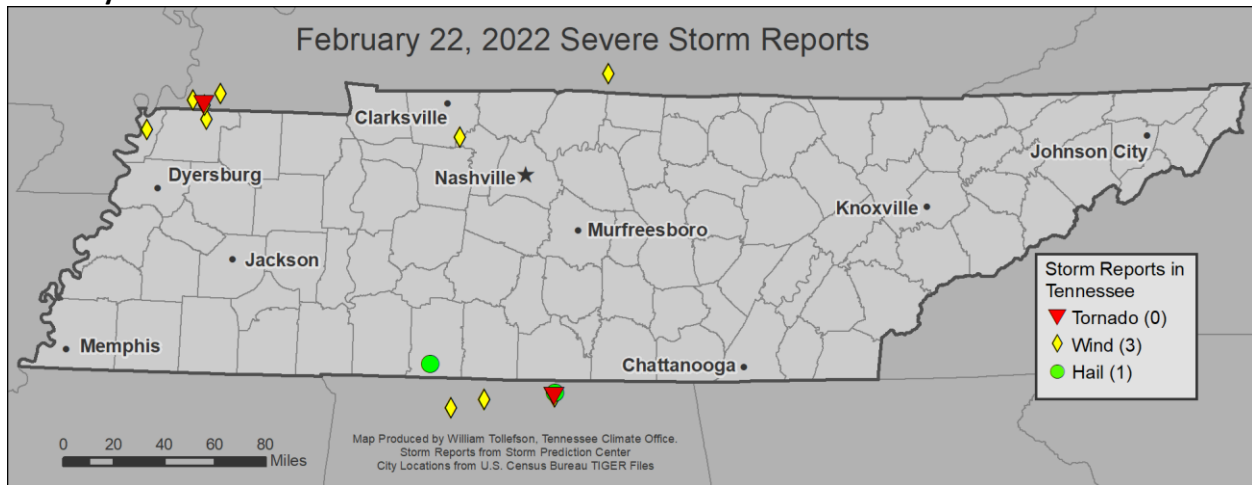 February 22, 2022 Severe Storm Reports
Clarksville
Johnson City
Dyersburg
Nashville
Knoxville
Murfreesboro
Jackson
Storm Reports in
Tennessee
Tornado (0)
Wind (3)
Hail (1)
Memphis
Chattanooga
0 20 40 60 80
Miles
Map Produced by William Tollefson, Tennessee Climate Office.
Storm Reports from Storm Prediction Center
City Locations from U.S. Census Bureau TIGER Files